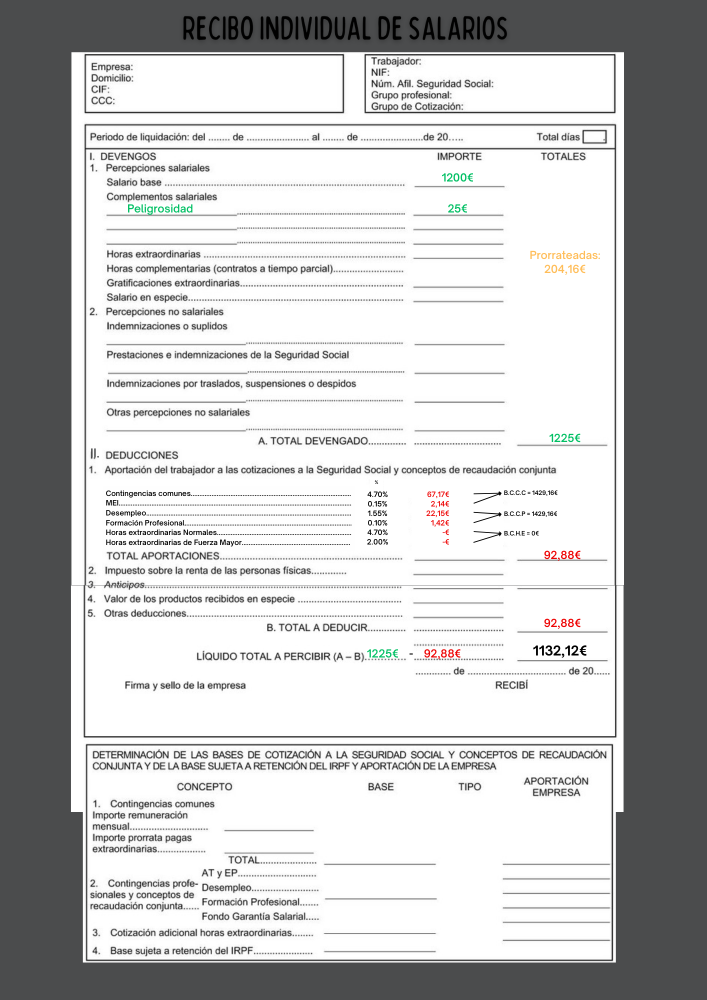 RECIBO INDIVIDUAL DE SALARIOS
Empresa:
Domicilio:
CIF:
CCC:
Trabajador:
NIF:
Núm. Afil. Seguridad Social:
Grupo profesional:
Grupo de Cotización:
Periodo de liquidación: del ........ de ....................... al ........ de .......................de 20..... Total días
I. DEVENGOS IMPORTE TOTALES
1. Percepciones salariales
Salario base ........ 1200€
Complementos salariales
Peligrosidad ........ 25€
Horas extraordinarias ........
Prorrateadas:
204,16€
Horas complementarias (contratos a tiempo parcial)........
Gratificaciones extraordinarias........
Salario en especie........
2. Percepciones no salariales
Indemnizaciones o suplidos
Prestaciones e indemnizaciones de la Seguridad Social
Indemnizaciones por traslados, suspensiones o despidos
Otras percepciones no salariales
A. TOTAL DEVENGADO.............. 1225€
II. DEDUCCIONES
1. Aportación del trabajador a las cotizaciones a la Seguridad Social y conceptos de recaudación conjunta
%
Contingencias comunes........ 4.70% 67,17€ B.C.C.C = 1429,16€
MEI........ 0.15% 2,14€
Desempleo........ 1.55% 22,15€ B.C.C.P = 1429,16€
Formación Profesional........ 0.10% 1,42€
Horas extraordinarias Normales........ 4.70% -€ B.C.H.E = 0€
Horas extraordinarias de Fuerza Mayor........ 2.00% -€
TOTAL APORTACIONES........ 92,88€
2. Impuesto sobre la renta de las personas físicas.............
3. Anticipos........
4. Valor de los productos recibidos en especie ........
5. Otras deducciones........
B. TOTAL A DEDUCIR.............. 92,88€
LÍQUIDO TOTAL A PERCIBIR (A – B). 1225€ - 92,88€ 1132,12€
............. de .................................... de 20......
Firma y sello de la empresa RECIBÍ
DETERMINACIÓN DE LAS BASES DE COTIZACIÓN A LA SEGURIDAD SOCIAL Y CONCEPTOS DE RECAUDACIÓN
CONJUNTA Y DE LA BASE SUJETA A RETENCIÓN DEL IRPF Y APORTACIÓN DE LA EMPRESA
CONCEPTO BASE TIPO APORTACIÓN
EMPRESA
1. Contingencias comunes
Importe remuneración
mensual............................
Importe prorrata pagas
extraordinarias.................
TOTAL....................
AT y EP............................
2. Contingencias profe-
sionales y conceptos de
recaudación conjunta......
Desempleo........................
Formación Profesional.......
Fondo Garantía Salarial.....
3. Cotización adicional horas extraordinarias........
4. Base sujeta a retención del IRPF.....................